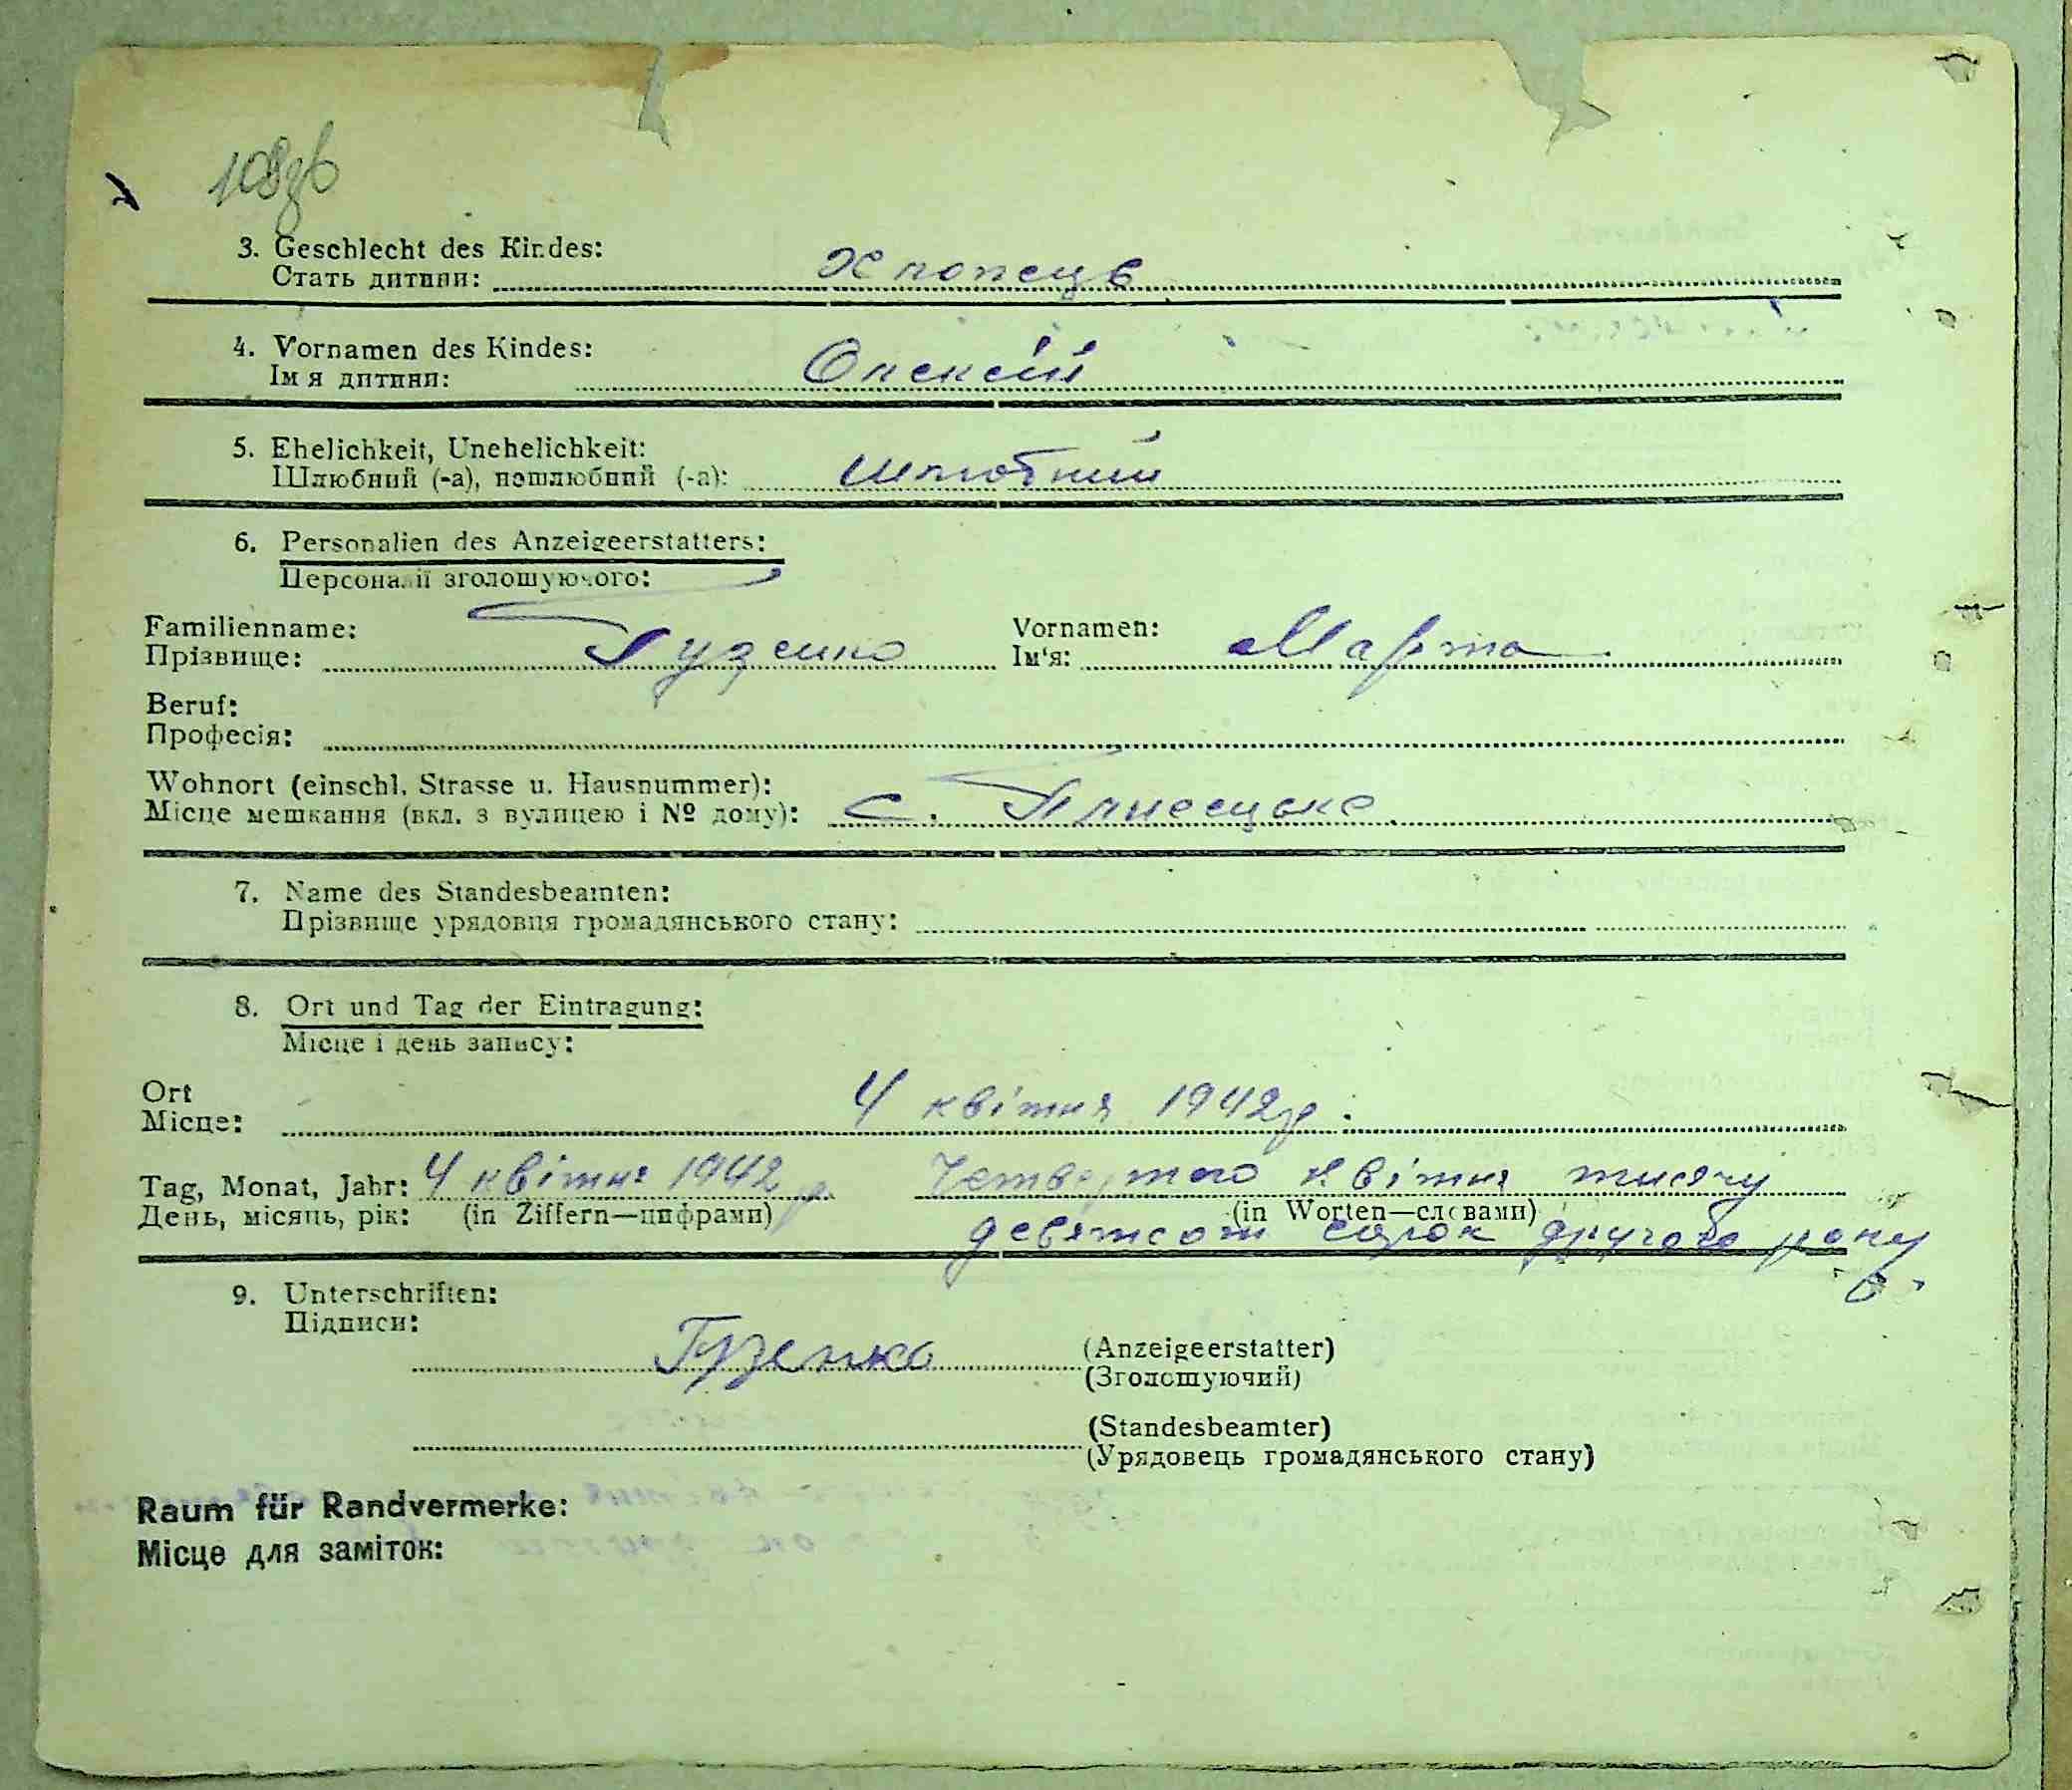 108зв
3. Geschlecht des Kindes:
Стать дитини: Хлопець
4. Vornamen des Kindes:
Імя дитини: Олексій
5. Ehelichkeit, Unehelichkeit:
Шлюбний (-а), нешлюбний (-а): шлюбний
6. Personalien des Anzeigeerstatters:
Персоналії зголошуючого:
Familienname: Vornamen:
Прізвище: Гузенко Ім'я: Марта
Beruf:
Професія:
Wohnort (einschl. Strasse u. Hausnummer):
Місце мешкання (вкл. з вулицею і № дому): с.
7. Name des Standesbeamten:
Прізвище урядовця громадянського стану:
8. Ort und Tag der Eintragung:
Місце і день запису:
Ort
Місце: 4 квітня 1942 р.
Tag, Monat, Jahr: 4 квітня 1942 р. Четвертого квітня тисячу
День, місяць, рік: (in Ziffern—цифрами) (in Worten—словами)
девятсот сорок другого року
9. Unterschriften:
Підписи:
Гузенко (Anzeigeerstatter)
(Зголошуючий)
(Standesbeamter)
(Урядовець громадянського стану)
Raum für Randvermerke:
Місце для заміток: